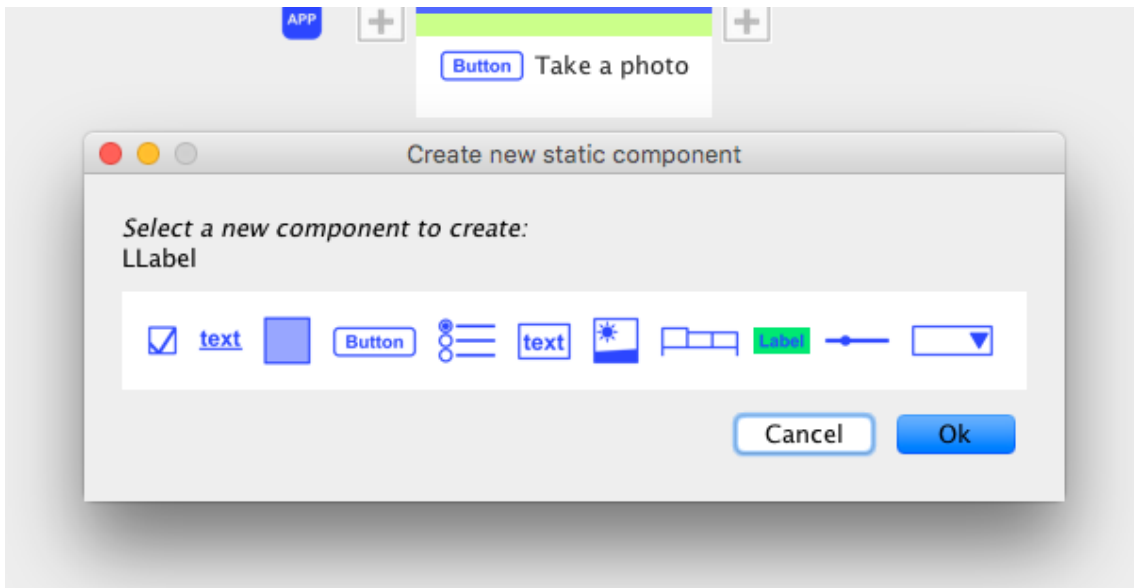 APP
Button Take a photo
Create new static component
Select a new component to create:
LLabel
text Button text Label
Cancel Ok